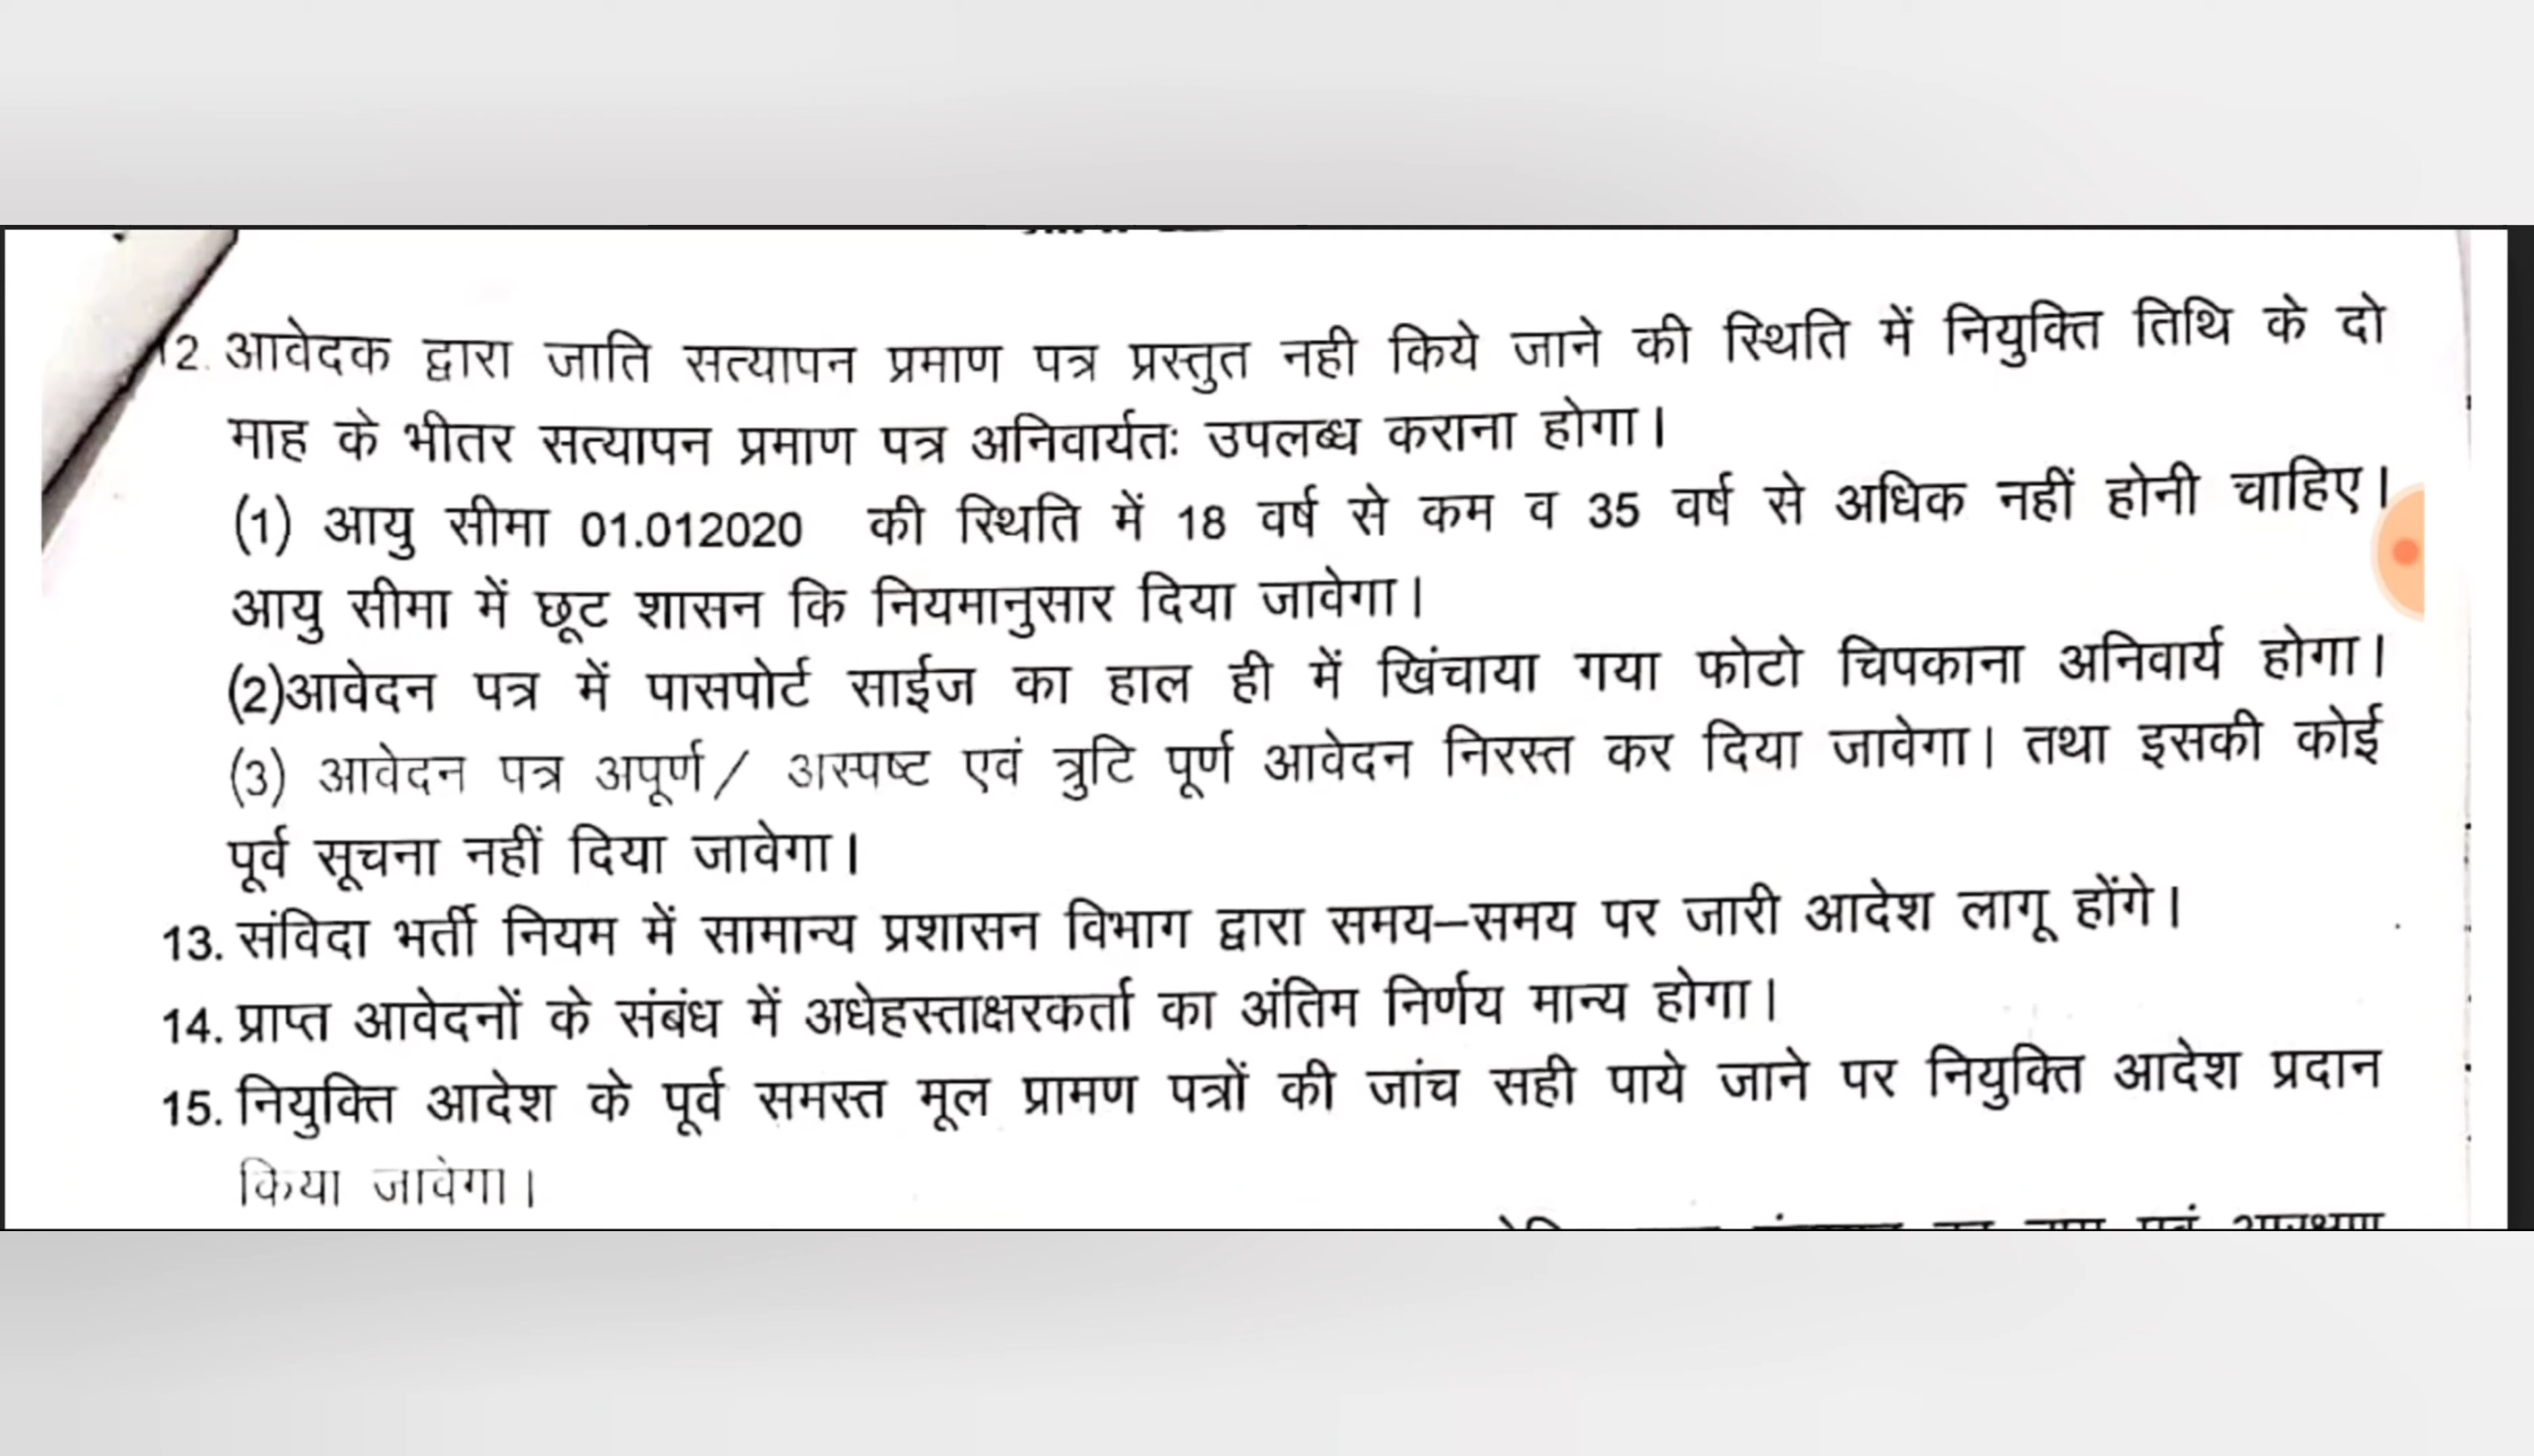 12. आवेदक द्वारा जाति सत्यापन प्रमाण पत्र प्रस्तुत नही किये जाने की स्थिति में नियुक्ति तिथि के दो
माह के भीतर सत्यापन प्रमाण पत्र अनिवार्यतः उपलब्ध कराना होगा।
(1) आयु सीमा 01.012020 की स्थिति में 18 वर्ष से कम व 35 वर्ष से अधिक नहीं होनी चाहिए।
आयु सीमा में छूट शासन कि नियमानुसार दिया जावेगा।
(2)आवेदन पत्र में पासपोर्ट साईज का हाल ही में खिंचाया गया फोटो चिपकाना अनिवार्य होगा।
(3) आवेदन पत्र अपूर्ण/ अस्पष्ट एवं त्रुटि पूर्ण आवेदन निरस्त कर दिया जावेगा। तथा इसकी कोई
पूर्व सूचना नहीं दिया जावेगा।
13. संविदा भर्ती नियम में सामान्य प्रशासन विभाग द्वारा समय–समय पर जारी आदेश लागू होंगे।
14. प्राप्त आवेदनों के संबंध में अधेहस्ताक्षरकर्ता का अंतिम निर्णय मान्य होगा।
15. नियुक्ति आदेश के पूर्व समस्त मूल प्रामण पत्रों की जांच सही पाये जाने पर नियुक्ति आदेश प्रदान
किया जावेगा।